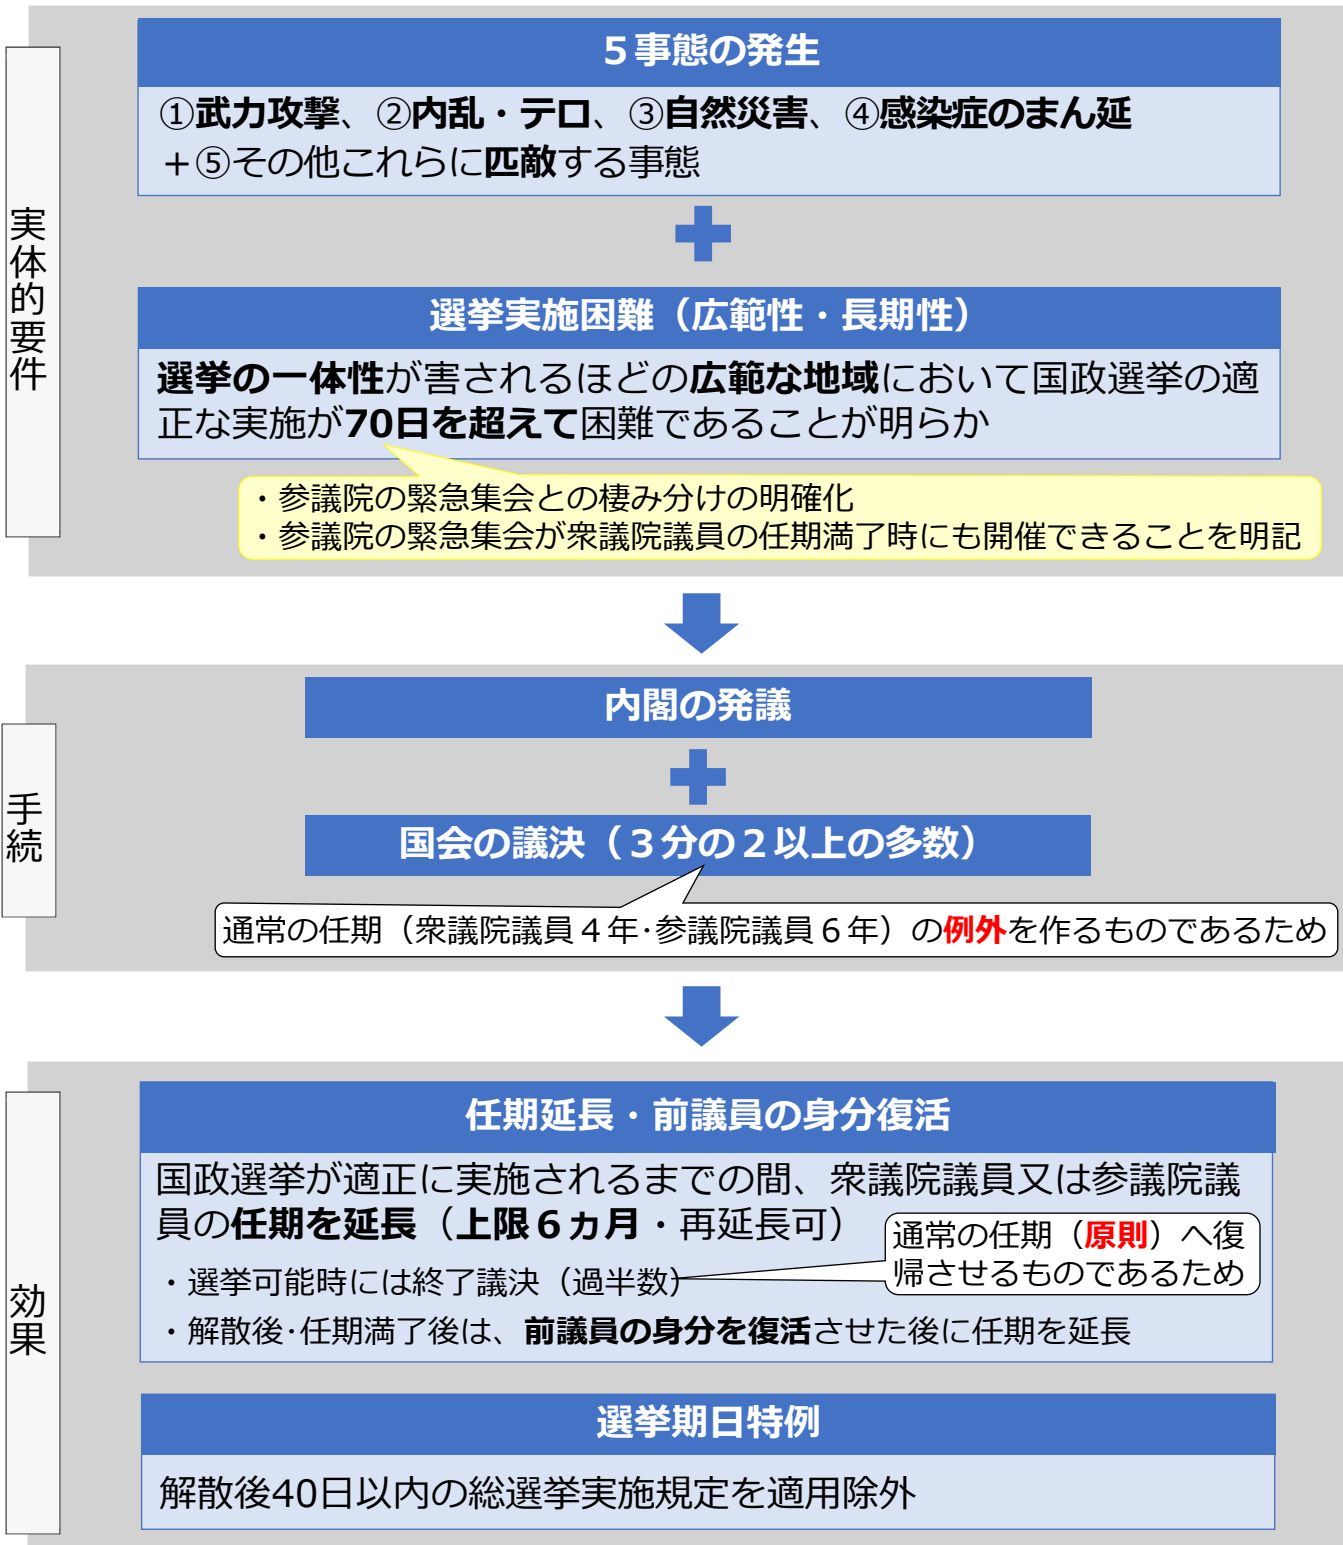 実体的要件
５事態の発生
①武力攻撃、②内乱・テロ、③自然災害、④感染症のまん延
＋⑤その他これらに匹敵する事態
選挙実施困難（広範性・長期性）
選挙の一体性が害されるほどの広範な地域において国政選挙の適
正な実施が70日を超えて困難であることが明らか
・参議院の緊急集会との棲み分けの明確化
・参議院の緊急集会が衆議院議員の任期満了時にも開催できることを明記
手続
内閣の発議
国会の議決（３分の２以上の多数）
通常の任期（衆議院議員４年･参議院議員６年）の例外を作るものであるため
効果
任期延長・前議員の身分復活
国政選挙が適正に実施されるまでの間、衆議院議員又は参議院議
員の任期を延長（上限６ヵ月・再延長可）
通常の任期（原則）へ復
帰させるものであるため
・選挙可能時には終了議決（過半数）
・解散後･任期満了後は、前議員の身分を復活させた後に任期を延長
選挙期日特例
解散後40日以内の総選挙実施規定を適用除外